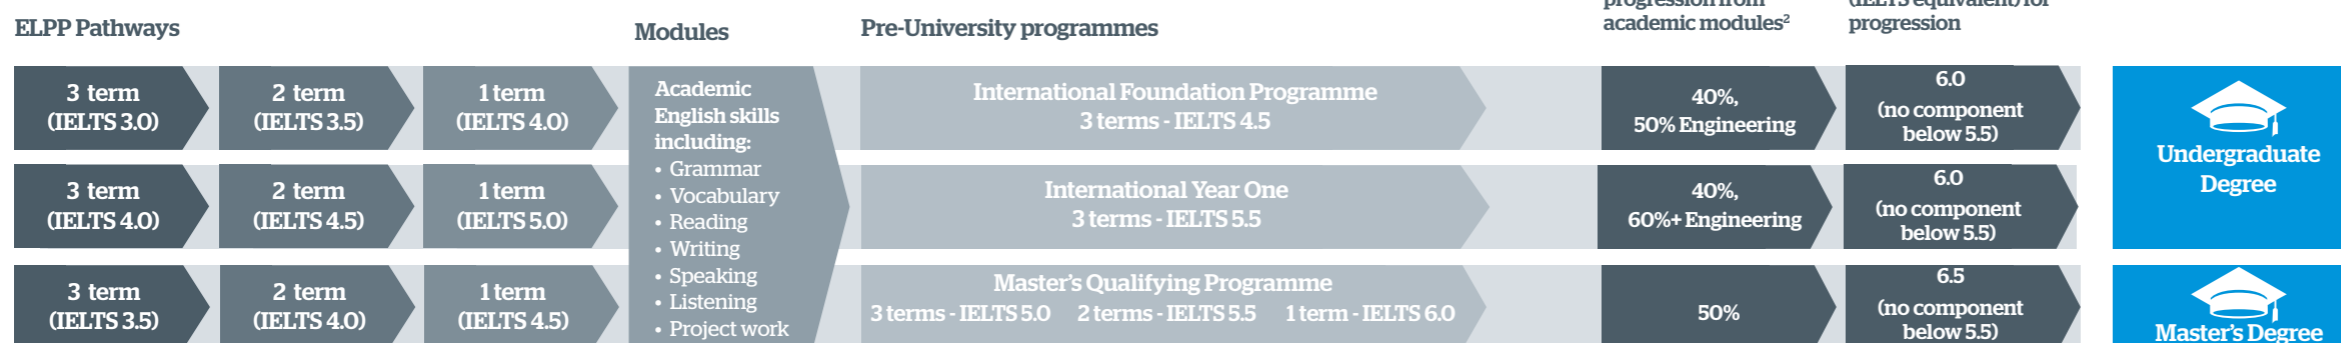 ELPP Pathways
Modules
Pre-University programmes
progression from
academic modules²
(IELTS equivalent) for
progression
3 term
(IELTS 3.0)
2 term
(IELTS 3.5)
1 term
(IELTS 4.0)
Academic
English skills
including:
• Grammar
• Vocabulary
• Reading
• Writing
• Speaking
• Listening
• Project work
International Foundation Programme
3 terms - IELTS 4.5
40%,
50% Engineering
6.0
(no component
below 5.5)
Undergraduate
Degree
3 term
(IELTS 4.0)
2 term
(IELTS 4.5)
1 term
(IELTS 5.0)
International Year One
3 terms - IELTS 5.5
40%,
60%+ Engineering
6.0
(no component
below 5.5)
3 term
(IELTS 3.5)
2 term
(IELTS 4.0)
1 term
(IELTS 4.5)
Master's Qualifying Programme
3 terms - IELTS 5.0 2 terms - IELTS 5.5 1 term - IELTS 6.0
50%
6.5
(no component
below 5.5)
Master's Degree